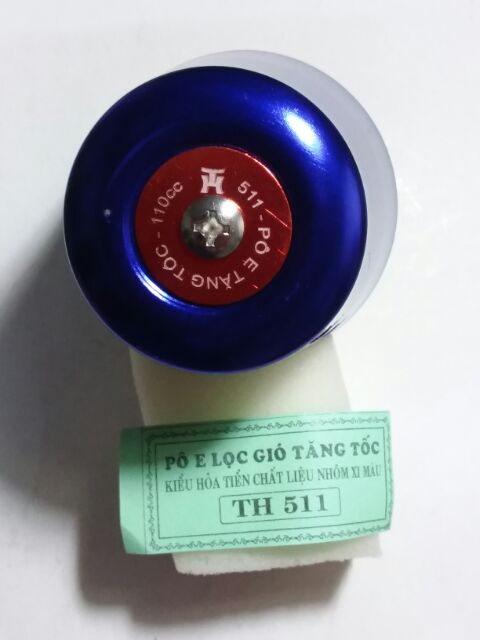 TH
511 - PÔ E TĂNG TỐC - 110cc
PÔ E LỌC GIÓ TĂNG TỐC
KIỂU HỎA TIỂN CHẤT LIỆU NHÔM XI MÀU
TH 511